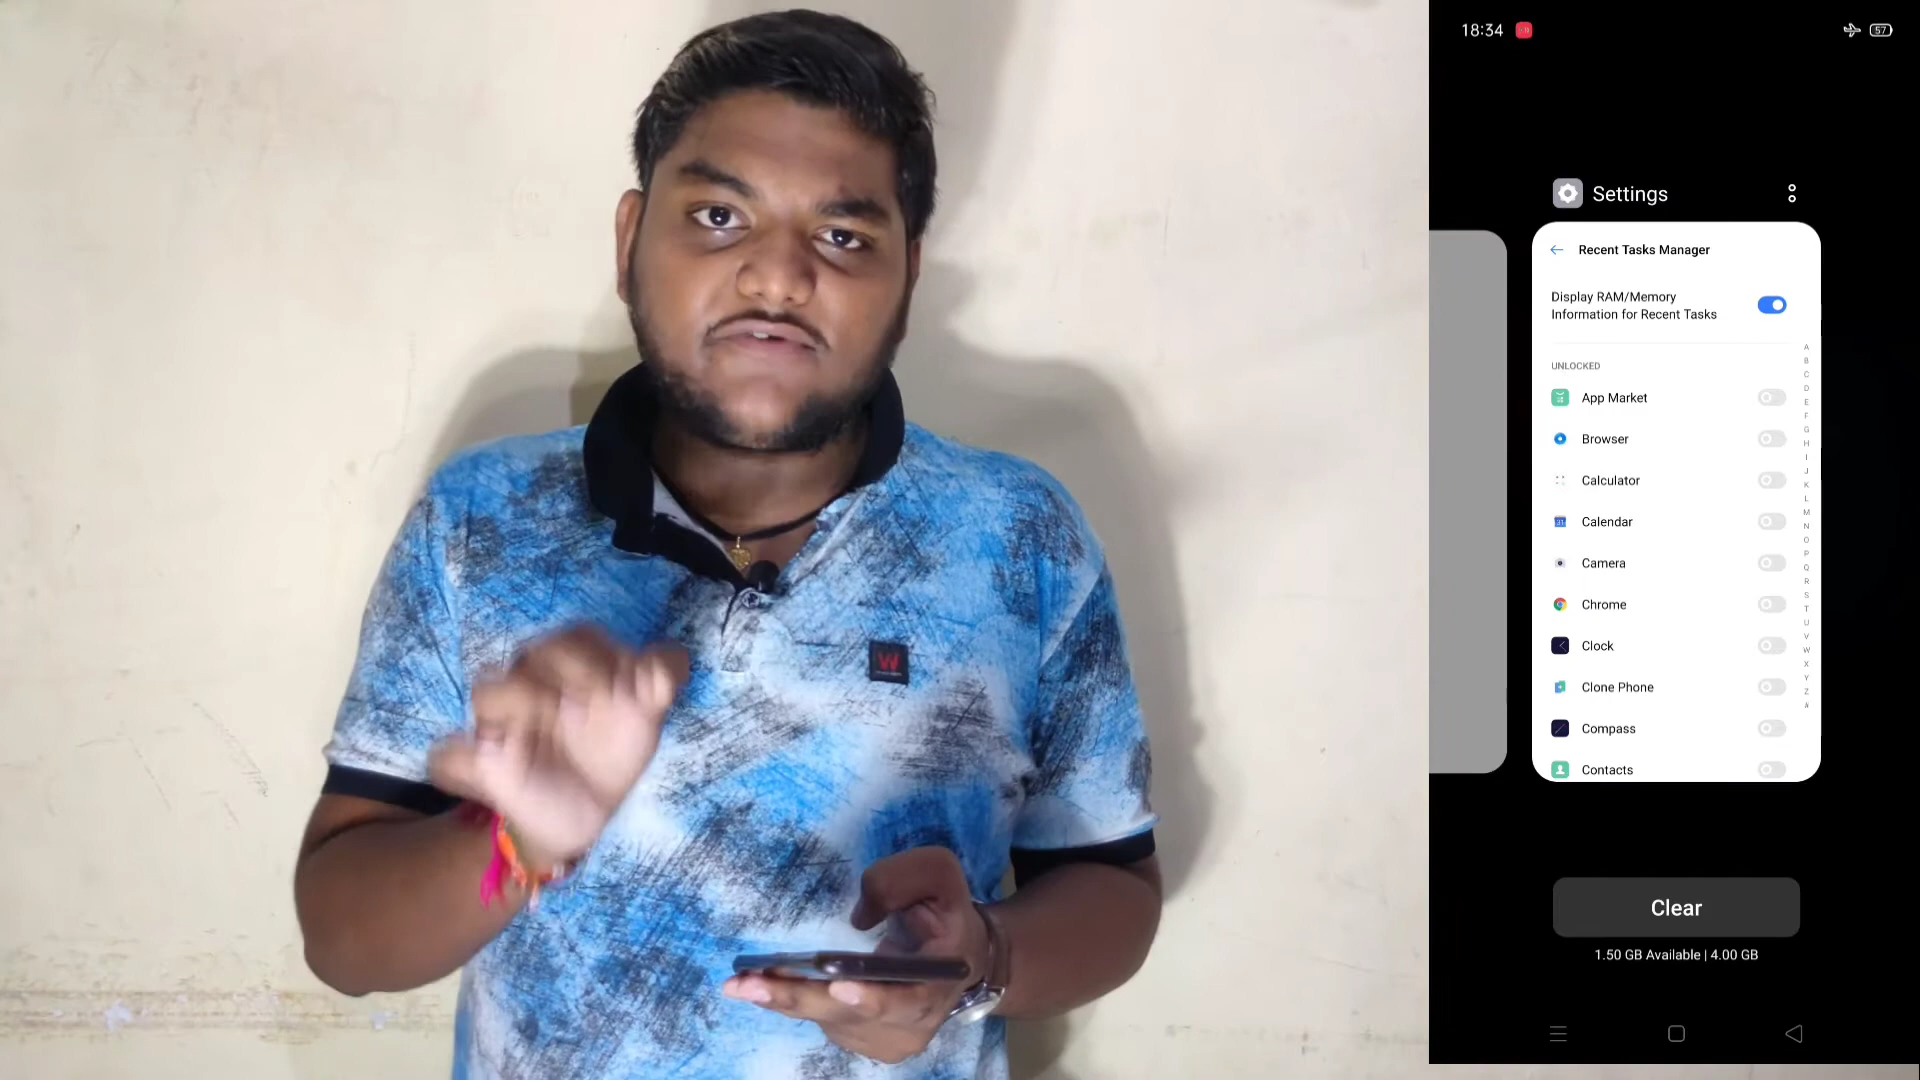 18:34
57
Settings
Recent Tasks Manager
Display RAM/Memory
Information for Recent Tasks
UNLOCKED
App Market
Browser
Calculator
Calendar
Camera
Chrome
Clock
Clone Phone
Compass
Contacts
A
B
C
D
E
F
G
H
I
J
K
L
M
N
O
P
Q
R
S
T
U
V
W
X
Y
Z
#
W
Clear
1.50 GB Available | 4.00 GB